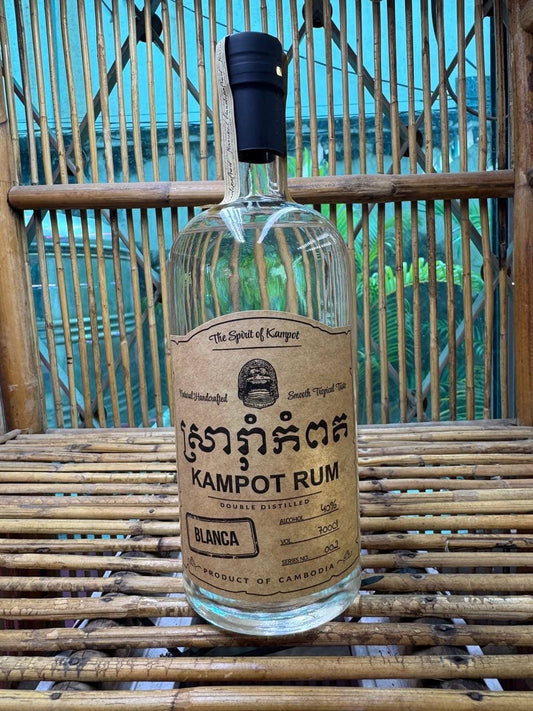 The Spirit of Kampot
Natural Handcrafted
Smooth Tropical Taste
ស្រារ៉ាំកំពត
KAMPOT RUM
DOUBLE DISTILLED
BLANCA
ALCOHOL 40%
VOL 700cl
SERIES NO. 002
PRODUCT OF CAMBODIA